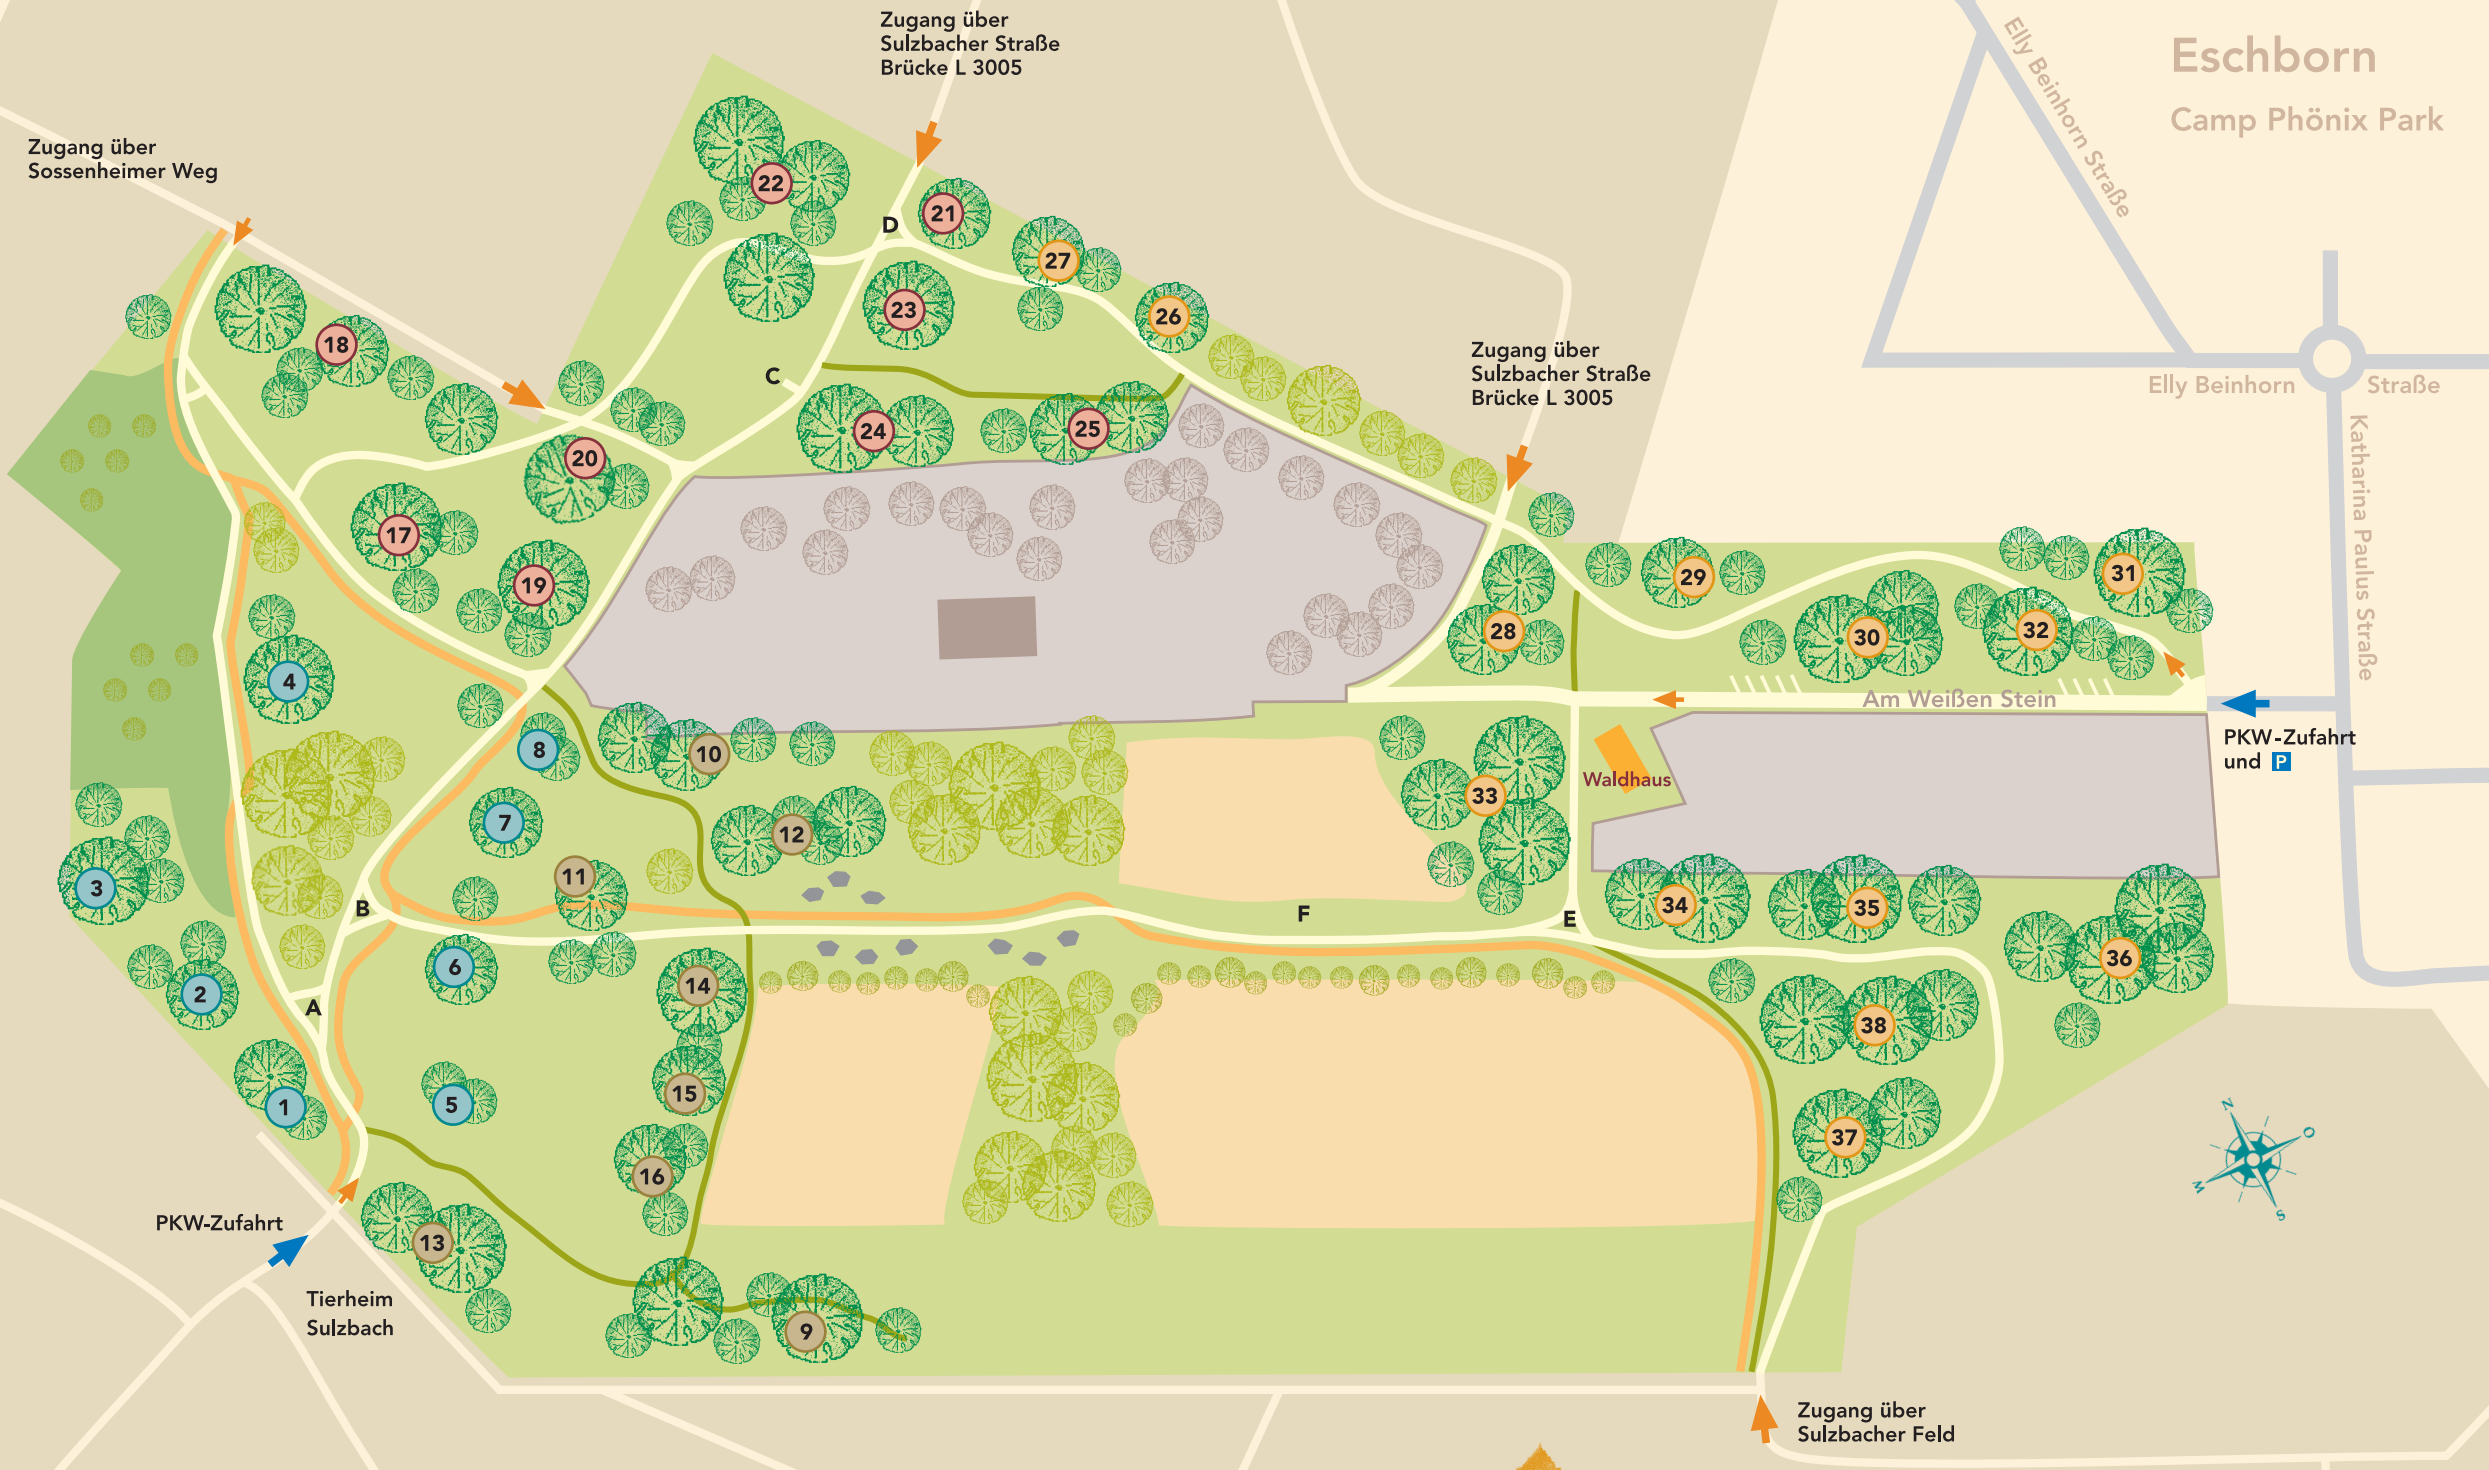 Zugang über
Sulzbacher Straße
Brücke L 3005
Eschborn
Camp Phönix Park
Elly Beinhorn Straße
Zugang über
Sossenheimer Weg
22
21
D
27
23
26
18
Zugang über
Sulzbacher Straße
Brücke L 3005
C
Elly Beinhorn
Straße
Katharina Paulus Straße
24
25
20
17
19
29
31
28
30
32
4
Am Weißen Stein
PKW-Zufahrt
und P
8
10
Waldhaus
33
7
12
11
3
B
F
E
34
35
6
2
14
36
A
38
15
1
5
37
16
N
O
W
S
PKW-Zufahrt
13
Tierheim
Sulzbach
9
Zugang über
Sulzbacher Feld